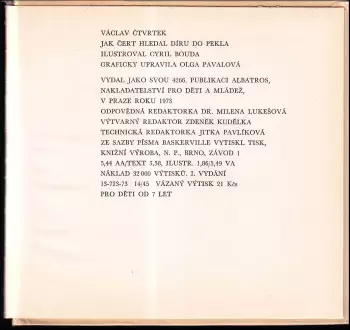 VÁCLAV ČTVRTEK
JAK ČERT HLEDAL DÍRU DO PEKLA
ILUSTROVAL CYRIL BOUDA
GRAFICKY UPRAVILA OLGA PAVALOVÁ
VYDAL JAKO SVOU 4266. PUBLIKACI ALBATROS,
NAKLADATELSTVÍ PRO DĚTI A MLÁDEŽ,
V PRAZE ROKU 1973
ODPOVĚDNÁ REDAKTORKA DR. MILENA LUKEŠOVÁ
VÝTVARNÝ REDAKTOR ZDENĚK KUDĚLKA
TECHNICKÁ REDAKTORKA JITKA PAVLÍKOVÁ
ZE SAZBY PÍSMA BASKERVILLE VYTISKL TISK,
KNIŽNÍ VÝROBA, N. P., BRNO, ZÁVOD 1
5,44 AA/TEXT 3,58, ILUSTR. 1,86/5,49 VA
NÁKLAD 32 000 VÝTISKŮ. I. VYDÁNÍ
13-723-73 14/45 VÁZANÝ VÝTISK 21 Kčs
PRO DĚTI OD 7 LET